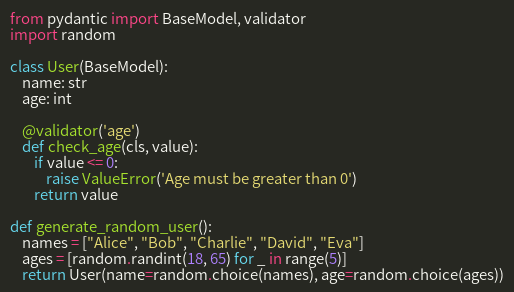 from pydantic import BaseModel, validator
import random

class User(BaseModel):
    name: str
    age: int

    @validator('age')
    def check_age(cls, value):
        if value <= 0:
            raise ValueError('Age must be greater than 0')
        return value

def generate_random_user():
    names = ["Alice", "Bob", "Charlie", "David", "Eva"]
    ages = [random.randint(18, 65) for _ in range(5)]
    return User(name=random.choice(names), age=random.choice(ages))